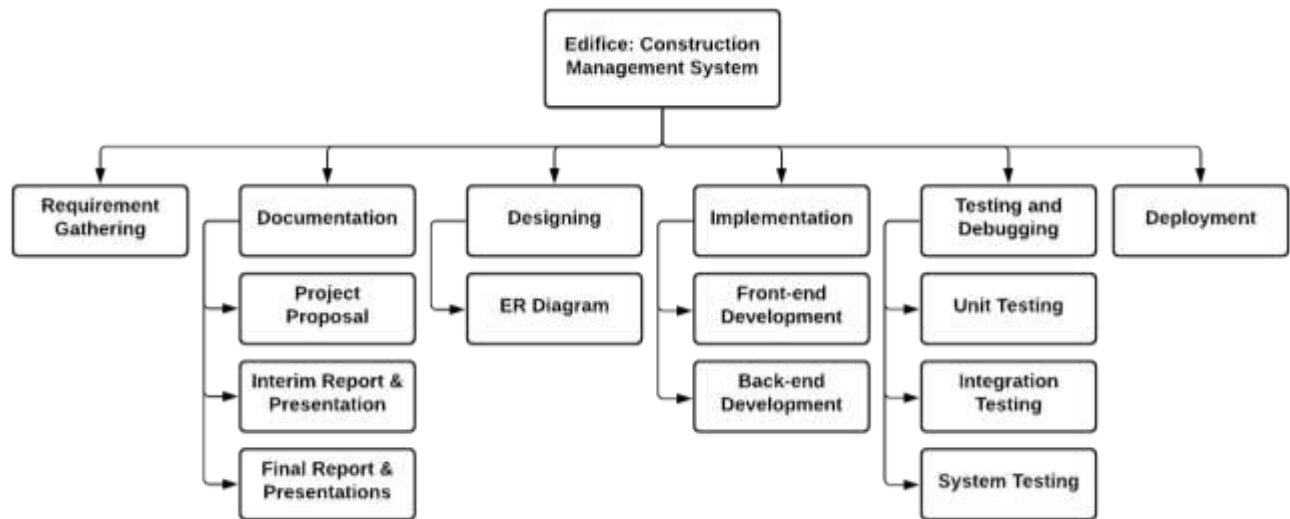 Edifice: Construction
Management System
Requirement
Gathering
Documentation
Project
Proposal
Interim Report &
Presentation
Final Report &
Presentations
Designing
ER Diagram
Implementation
Front-end
Development
Back-end
Development
Testing and
Debugging
Unit Testing
Integration
Testing
System Testing
Deployment